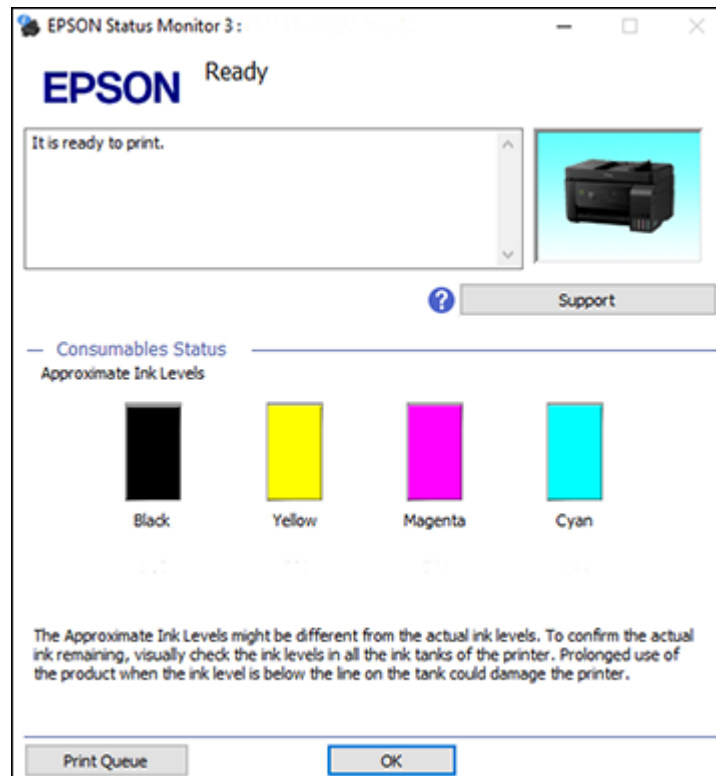 EPSON Status Monitor 3 :
EPSON
Ready
It is ready to print.
Support
Consumables Status
Approximate Ink Levels
Black Yellow Magenta Cyan
The Approximate Ink Levels might be different from the actual ink levels. To confirm the actual
ink remaining, visually check the ink levels in all the ink tanks of the printer. Prolonged use of
the product when the ink level is below the line on the tank could damage the printer.
Print Queue OK